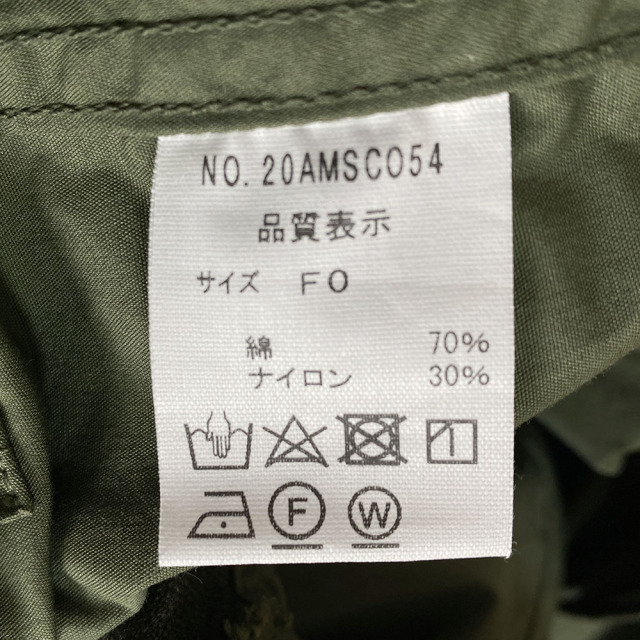 NO.20AMSC054
品質表示
サイズ FO
綿 70%
ナイロン 30%
F W